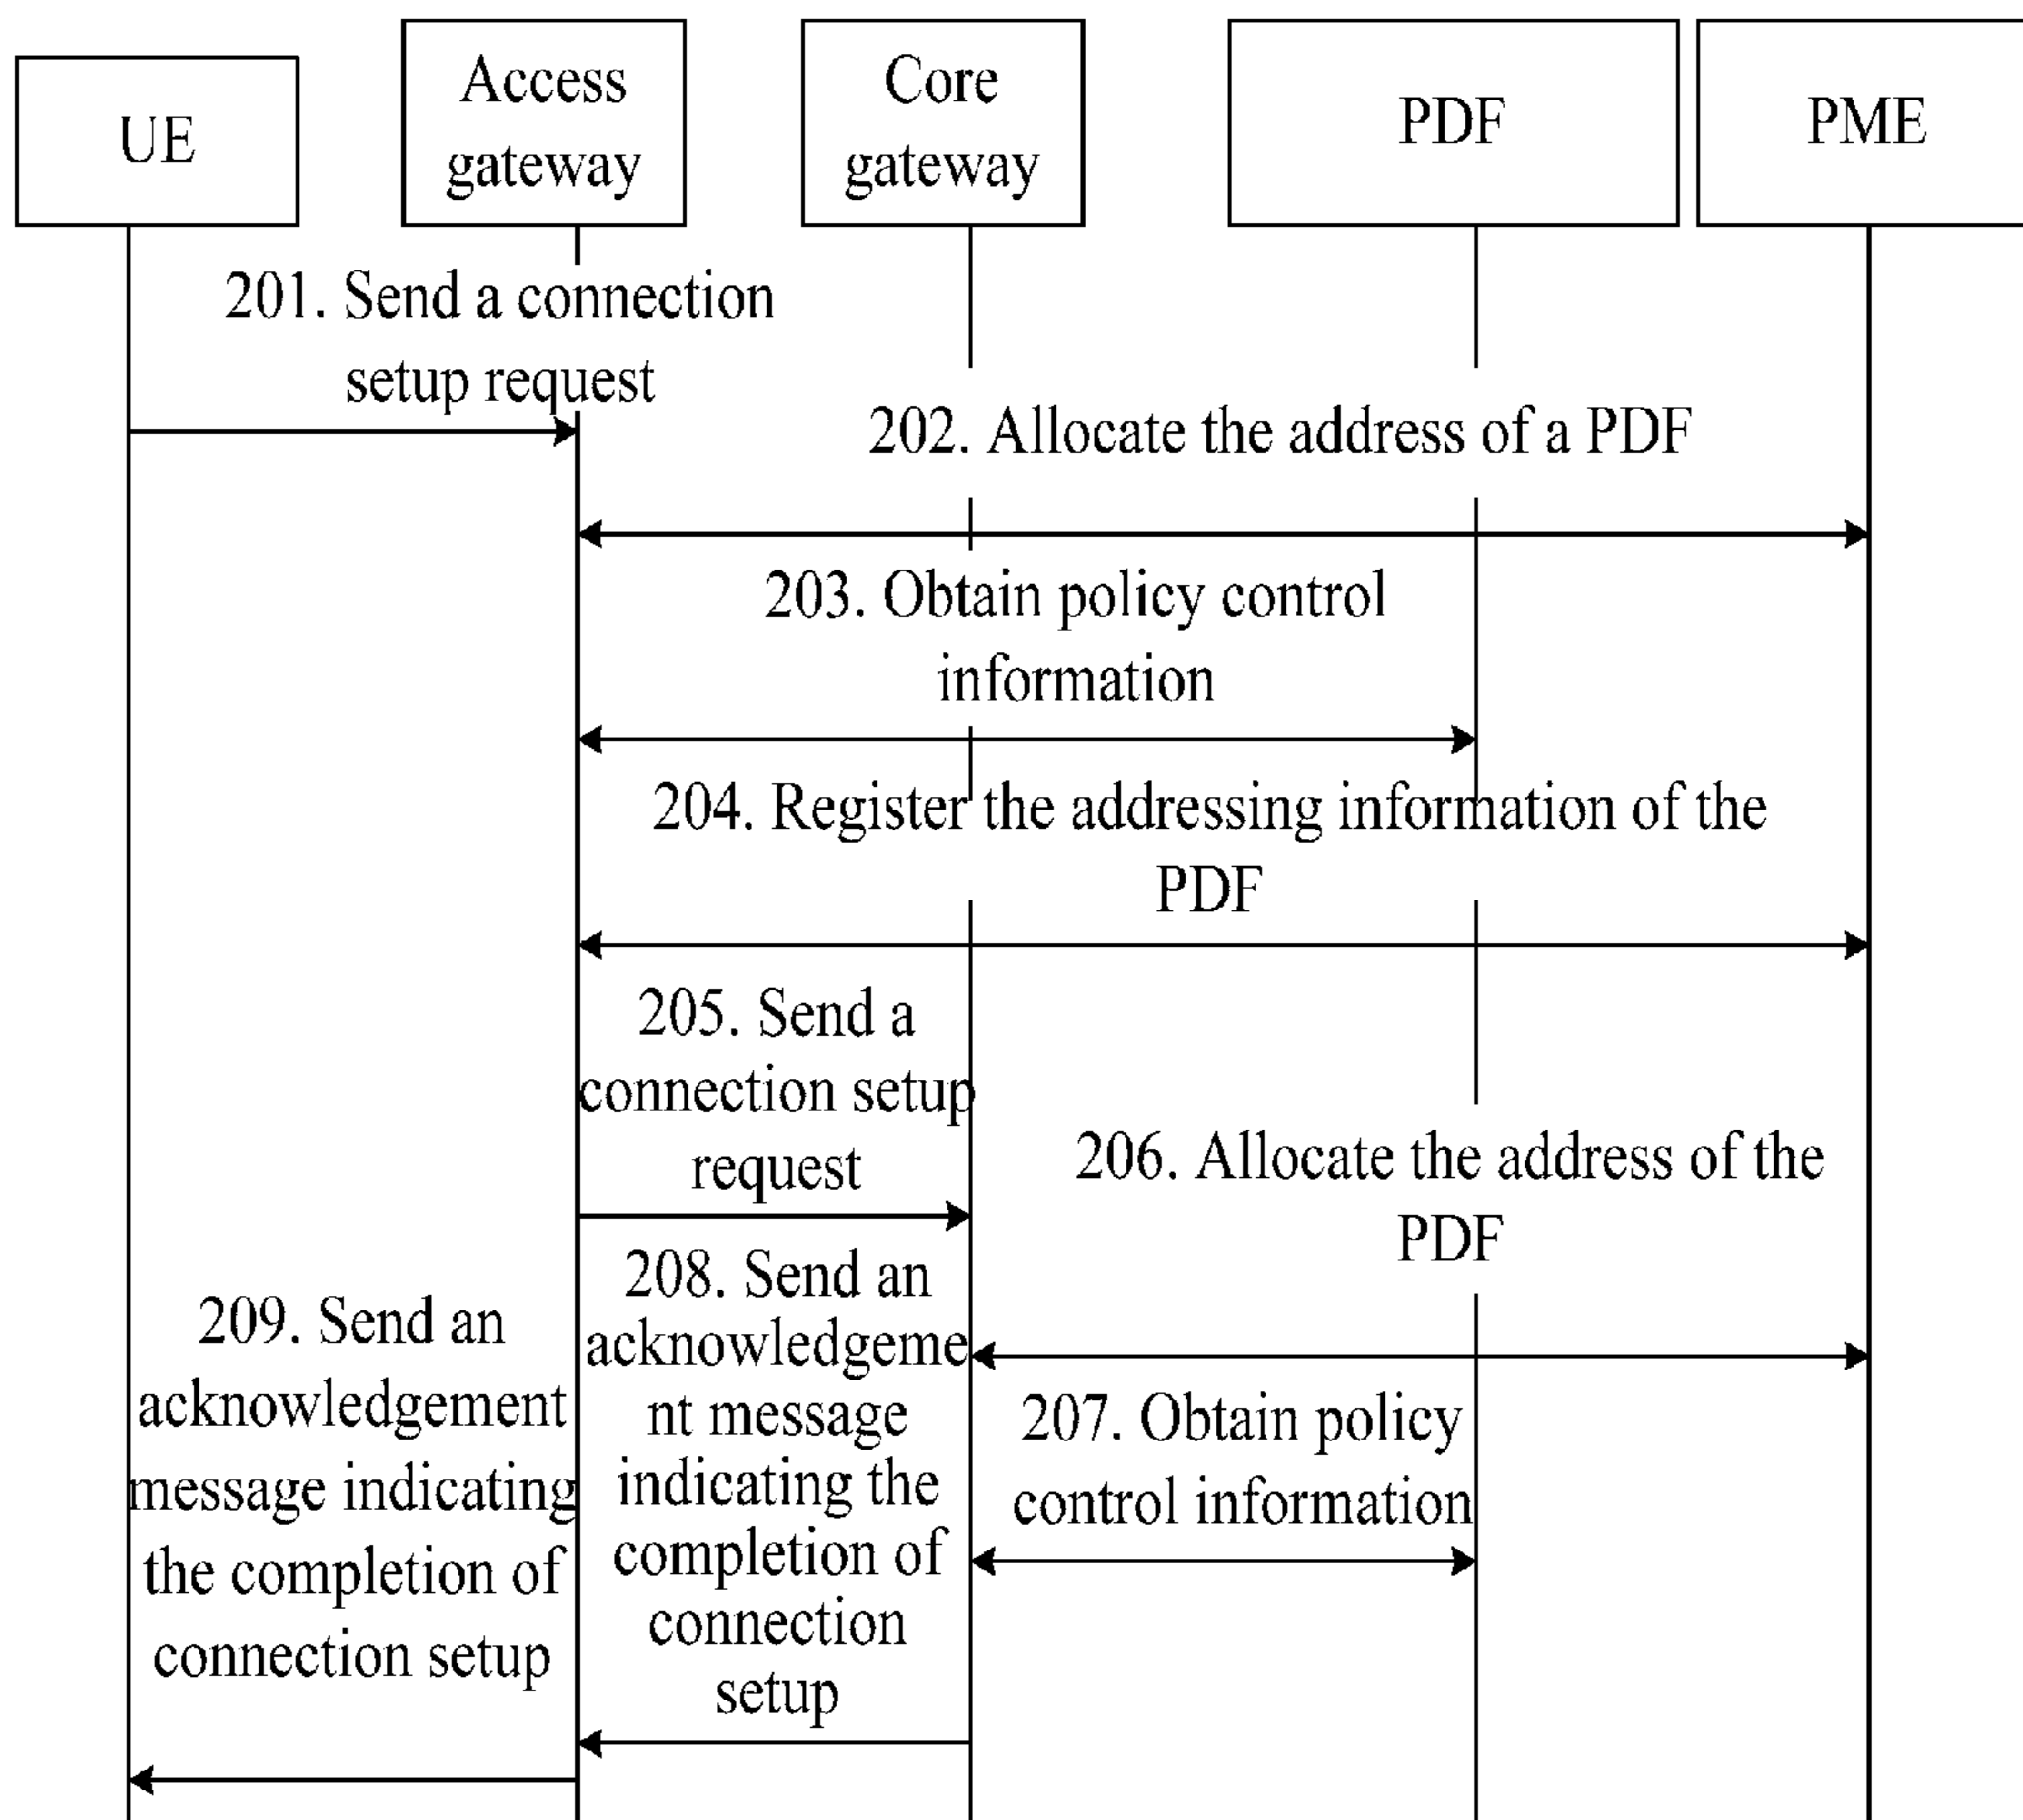 UE
Access
gateway
Core
gateway
PDF
PME
201. Send a connection
setup request
202. Allocate the address of a PDF
203. Obtain policy control
information
204. Register the addressing information of the
PDF
205. Send a
connection setup
request
206. Allocate the address of the
PDF
207. Obtain policy
control information
208. Send an
acknowledgeme
nt message
indicating the
completion of
connection
setup
209. Send an
acknowledgement
message indicating
the completion of
connection setup